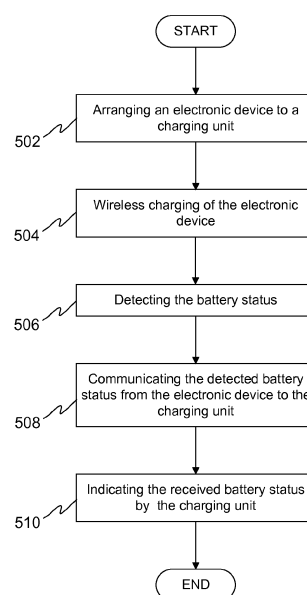 START
Arranging an electronic device to a
charging unit
502
Wireless charging of the electronic
device
504
Detecting the battery status
506
Communicating the detected battery
status from the electronic device to the
charging unit
508
Indicating the received battery status
by the charging unit
510
END